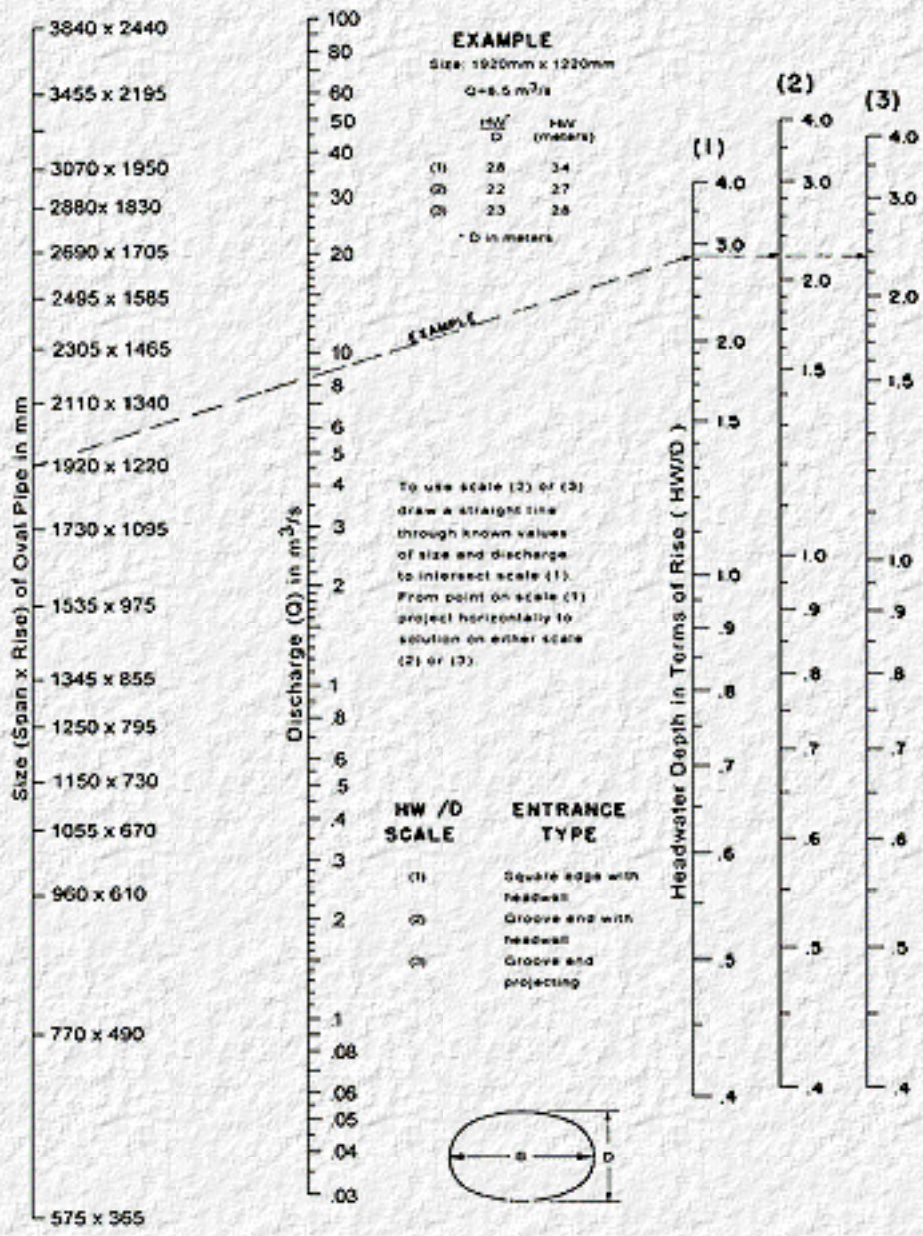 EXAMPLE
Size: 1920mm x 1220mm
Q=8.5 m³/s
HW*
D
HW
(meters)
(1) 2.8 3.4
(2) 2.2 2.7
(3) 2.3 2.8
* D in meters
3840 x 2440
3455 x 2195
3070 x 1950
2880x 1830
2690 x 1705
2495 x 1585
2305 x 1465
2110 x 1340
1920 x 1220
1730 x 1095
1535 x 975
1345 x 855
1250 x 795
1150 x 730
1055 x 670
960 x 610
770 x 490
575 x 365
Size (Span x Rise) of Oval Pipe in mm
100
80
60
50
40
30
20
10
8
6
5
4
3
2
1
.8
.6
.5
.4
.3
.2
.1
.08
.06
.05
.04
.03
Discharge (Q) in m³/s
EXAMPLE
To use scale (2) or (3)
draw a straight line
through known values
of size and discharge
to intersect scale (1).
From point on scale (1)
project horizontally to
solution on either scale
(2) or (3).
HW /D
SCALE
ENTRANCE
TYPE
(1) Square edge with
headwall
(2) Groove end with
headwall
(3) Groove end
projecting
B
D
Headwater Depth in Terms of Rise ( HW/D )
(1)
4.0
3.0
2.0
1.5
1.0
.9
.8
.7
.6
.5
.4
(2)
4.0
3.0
2.0
1.5
1.0
.9
.8
.7
.6
.5
.4
(3)
4.0
3.0
2.0
1.5
1.0
.9
.8
.7
.6
.5
.4